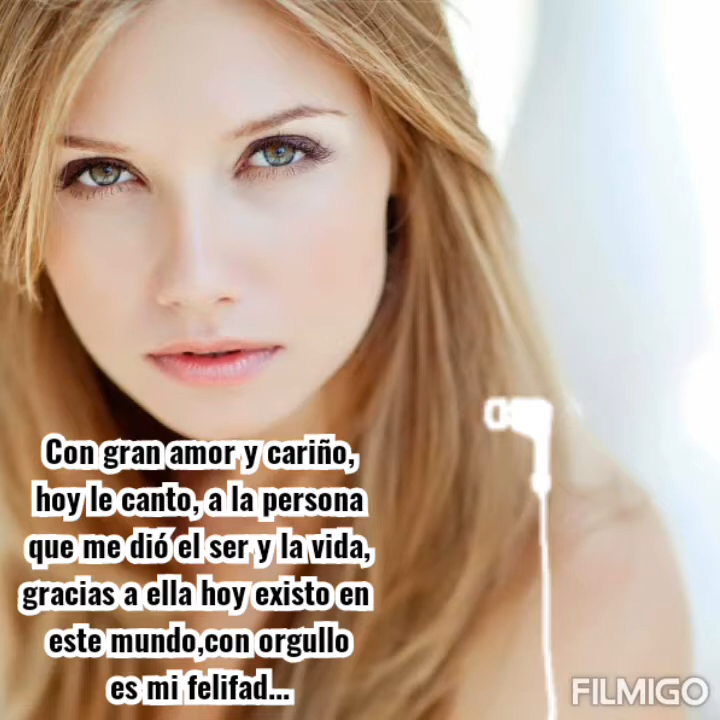 Con gran amor y cariño,
hoy le canto, a la persona
que me dió el ser y la vida,
gracias a ella hoy existo en
este mundo,con orgullo
es mi felifad...
FILMIGO